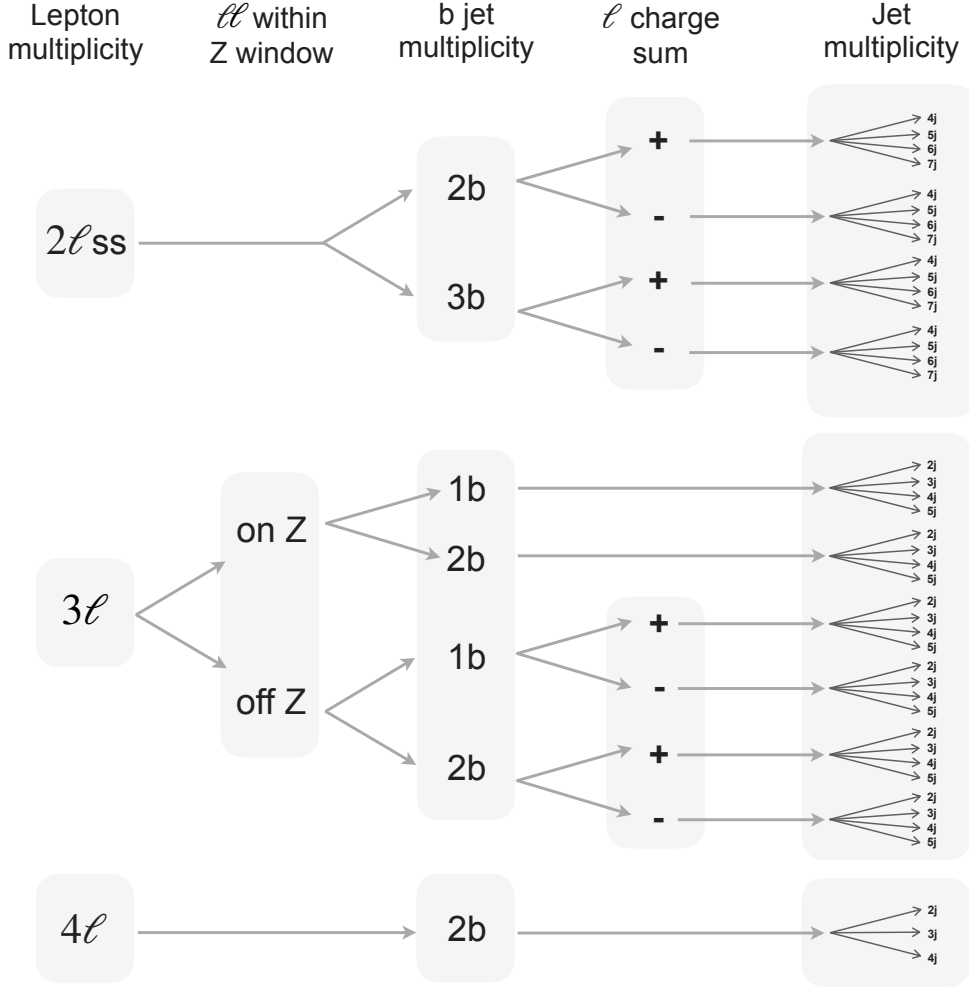 Lepton multiplicity
ℓℓ within Z window
b jet multiplicity
ℓ charge sum
Jet multiplicity
2ℓ ss
2b
3b
+
-
+
-
4j
5j
6j
7j
4j
5j
6j
7j
4j
5j
6j
7j
4j
5j
6j
7j
3ℓ
on Z
off Z
1b
2b
1b
2b
+
-
+
-
2j
3j
4j
5j
2j
3j
4j
5j
2j
3j
4j
5j
2j
3j
4j
5j
2j
3j
4j
5j
2j
3j
4j
5j
4ℓ
2b
2j
3j
4j